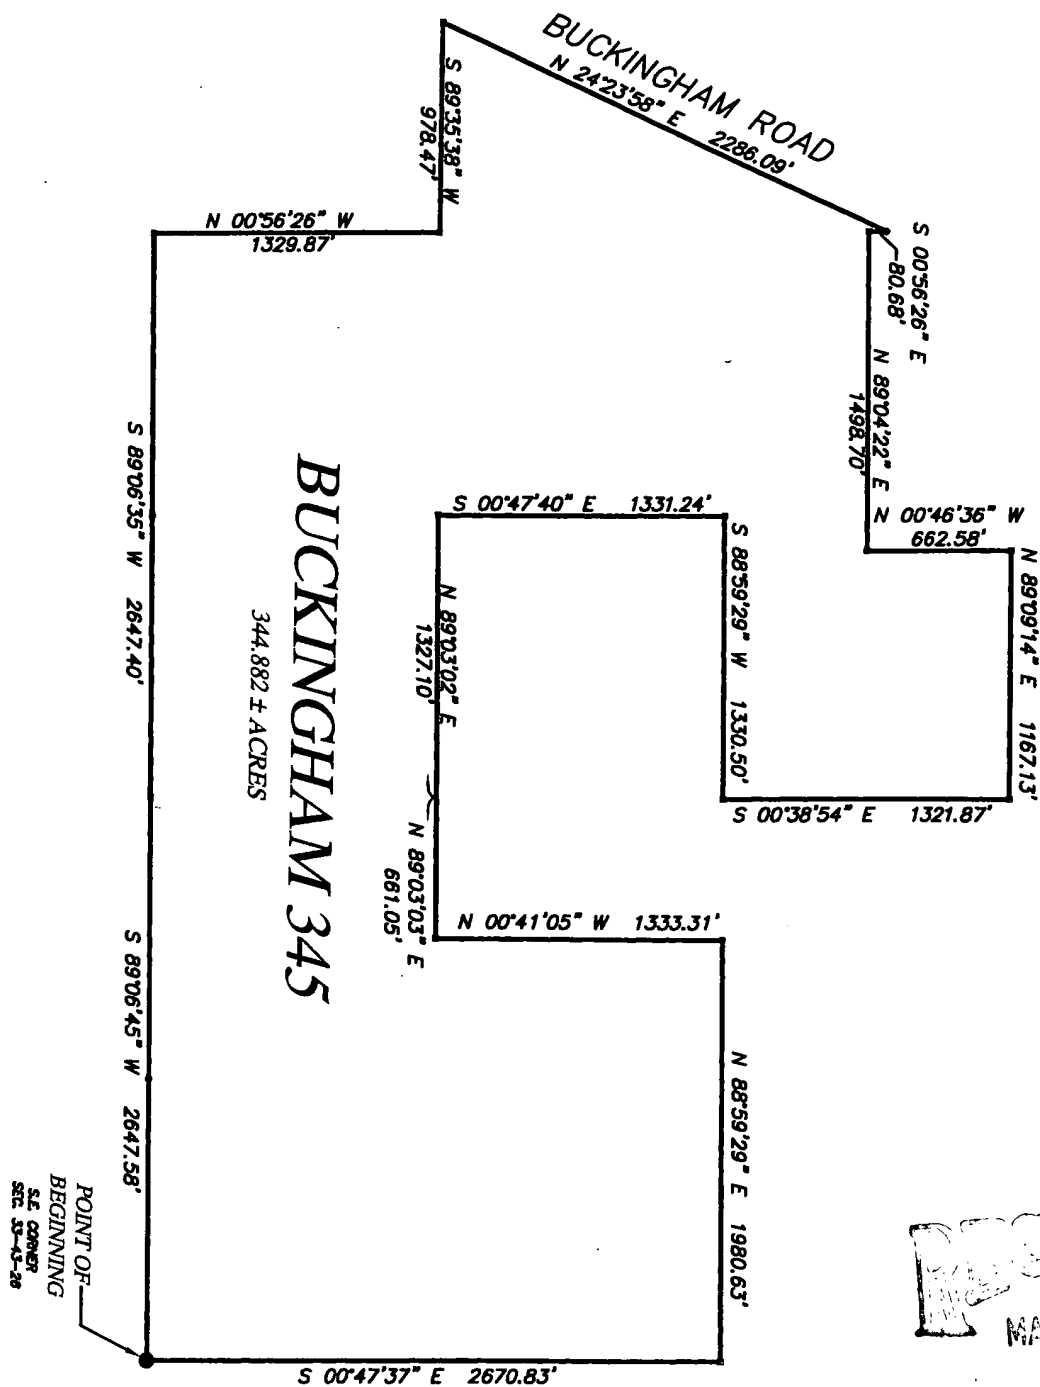 BUCKINGHAM ROAD
N 24°23'58" E 2286.09'
S 89°35'38" W
978.47'
N 00°56'26" W
1329.87'
S 00°56'26" E
80.68'
N 89°04'22" E
1498.70'
N 00°46'36" W
662.58'
N 89°09'14" E 1167.13'
S 00°38'54" E 1321.87'
S 88°59'29" W 1330.50'
S 00°47'40" E 1331.24'
N 89°03'02" E
1327.10'
N 89°03'03" E
661.05'
N 00°41'05" W 1333.31'
N 88°59'29" E 1980.63'
S 00°47'37" E 2670.83'
S 89°06'35" W 2647.40'
S 89°06'45" W 2647.58'
BUCKINGHAM 345
344.882 ± ACRES
POINT OF
BEGINNING
S.E. CORNER
SEC. 33-43-26
MA